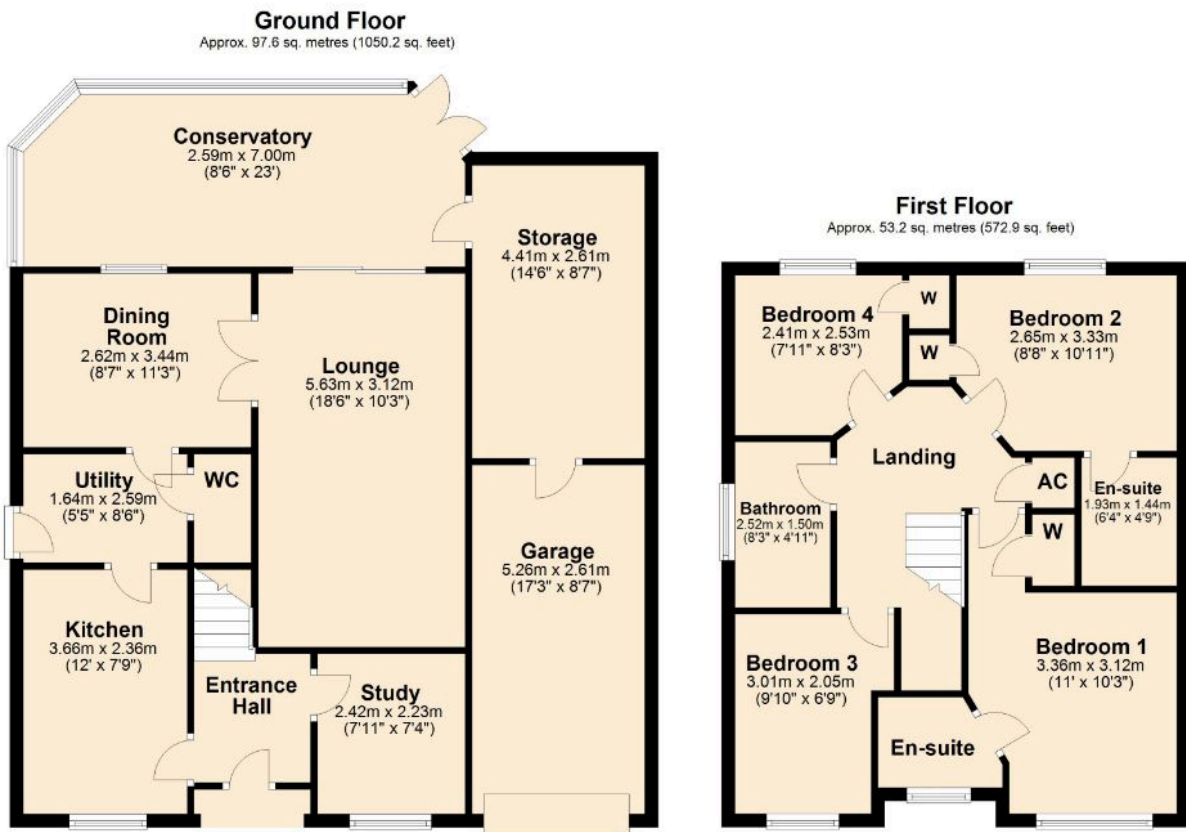 Ground Floor
Approx. 97.6 sq. metres (1050.2 sq. feet)
Conservatory
2.59m x 7.00m
(8'6" x 23')
Storage
4.41m x 2.61m
(14'6" x 8'7")
Dining
Room
2.62m x 3.44m
(8'7" x 11'3")
Lounge
5.63m x 3.12m
(18'6" x 10'3")
Utility
1.64m x 2.59m
(5'5" x 8'6")
WC
Garage
5.26m x 2.61m
(17'3" x 8'7")
Kitchen
3.66m x 2.36m
(12' x 7'9")
Entrance
Hall
Study
2.42m x 2.23m
(7'11" x 7'4")
First Floor
Approx. 53.2 sq. metres (572.9 sq. feet)
Bedroom 4
2.41m x 2.53m
(7'11" x 8'3")
W
W
Bedroom 2
2.65m x 3.33m
(8'8" x 10'11")
Landing
AC
En-suite
1.93m x 1.44m
(6'4" x 4'9")
Bathroom
2.52m x 1.50m
(8'3" x 4'11")
W
Bedroom 3
3.01m x 2.05m
(9'10" x 6'9")
Bedroom 1
3.36m x 3.12m
(11' x 10'3")
En-suite